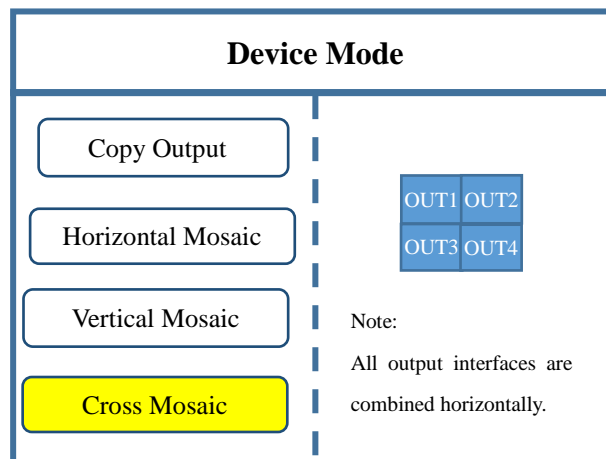 Device Mode
Copy Output
Horizontal Mosaic
Vertical Mosaic
Cross Mosaic
OUT1 OUT2
OUT3 OUT4
Note:
All output interfaces are
combined horizontally.